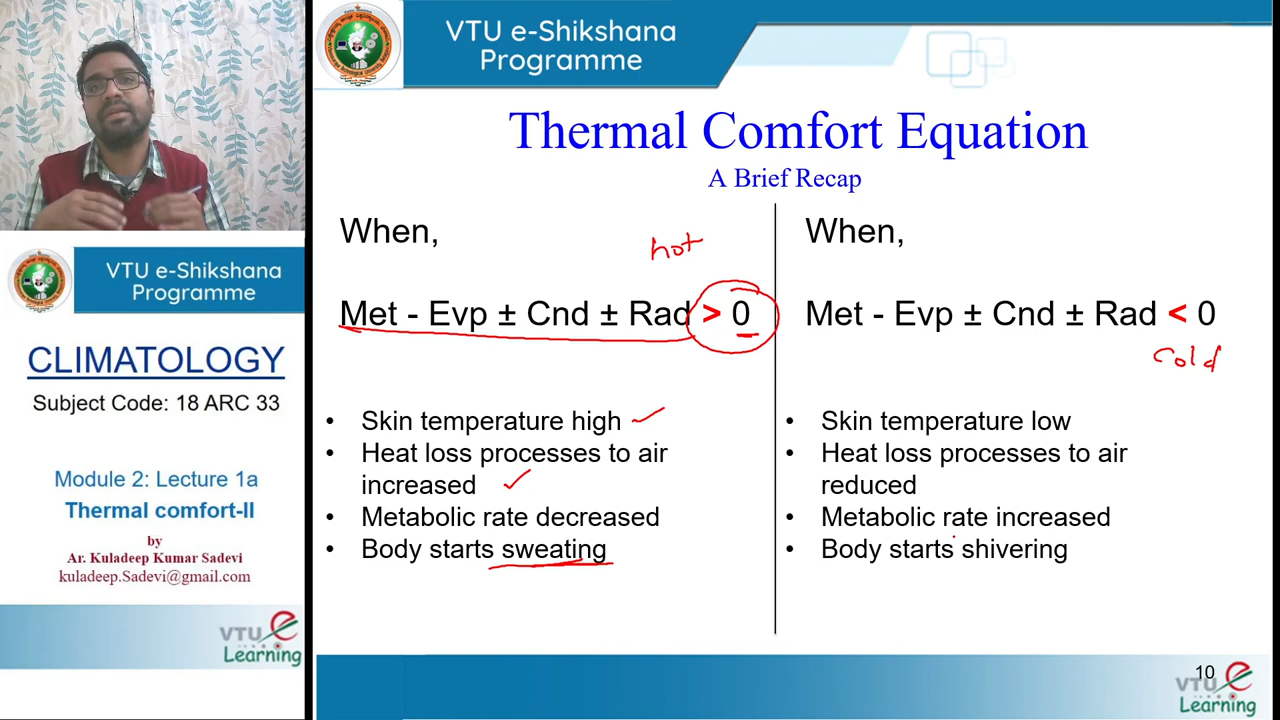 VTU e-Shikshana
Programme
CLIMATOLOGY
Subject Code: 18 ARC 33
Module 2: Lecture 1a
Thermal comfort-II
by
Ar. Kuladeep Kumar Sadevi
kuladeep.Sadevi@gmail.com
VTU e
Learning
VTU e-Shikshana
Programme
Thermal Comfort Equation
A Brief Recap
When,
hot
Met - Evp ± Cnd ± Rad > 0
• Skin temperature high
• Heat loss processes to air
increased
• Metabolic rate decreased
• Body starts sweating
When,
Met - Evp ± Cnd ± Rad < 0
cold
• Skin temperature low
• Heat loss processes to air
reduced
• Metabolic rate increased
• Body starts shivering
10
VTU e
Learning